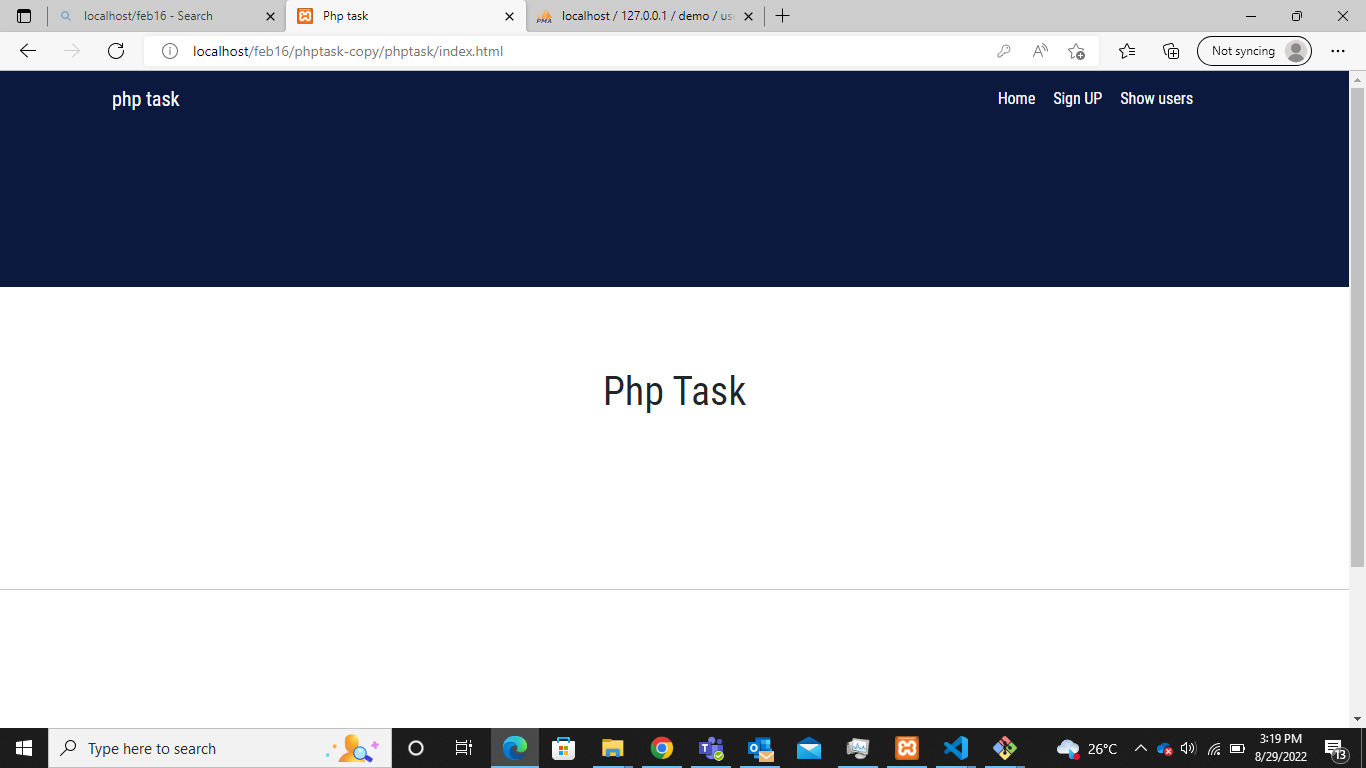 localhost/feb16 - Search
Php task
localhost / 127.0.0.1 / demo / us
localhost/feb16/phptask-copy/phptask/index.html
Not syncing
php task
Home
Sign UP
Show users
Php Task
Type here to search
26°C
3:19 PM
8/29/2022
13